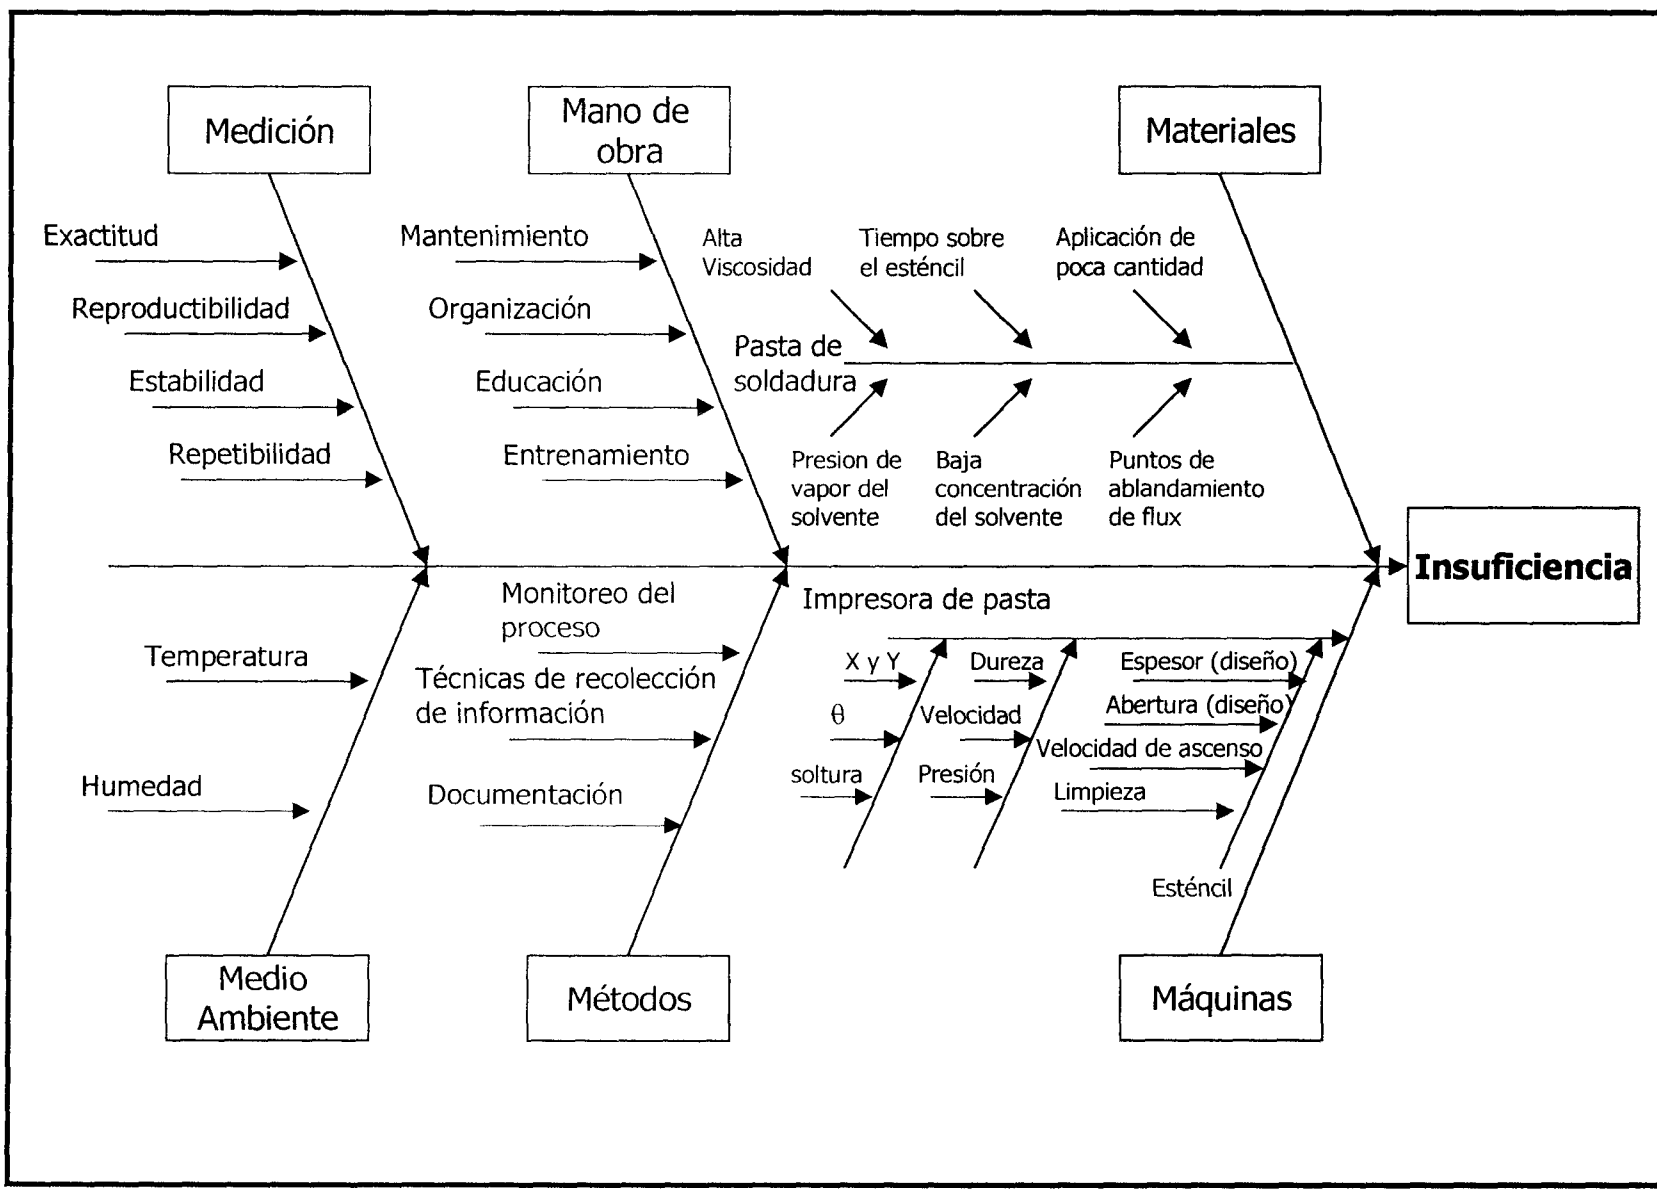 Medición
Mano de
obra
Materiales
Exactitud
Reproductibilidad
Estabilidad
Repetibilidad
Mantenimiento
Organización
Educación
Entrenamiento
Alta
Viscosidad
Tiempo sobre
el esténcil
Aplicación de
poca cantidad
Pasta de
soldadura
Presion de
vapor del
solvente
Baja
concentración
del solvente
Puntos de
ablandamiento
de flux
Insuficiencia
Temperatura
Humedad
Monitoreo del
proceso
Técnicas de recolección
de información
Documentación
Impresora de pasta
X y Y
θ
soltura
Dureza
Velocidad
Presión
Espesor (diseño)
Abertura (diseño)
Velocidad de ascenso
Limpieza
Esténcil
Medio
Ambiente
Métodos
Máquinas